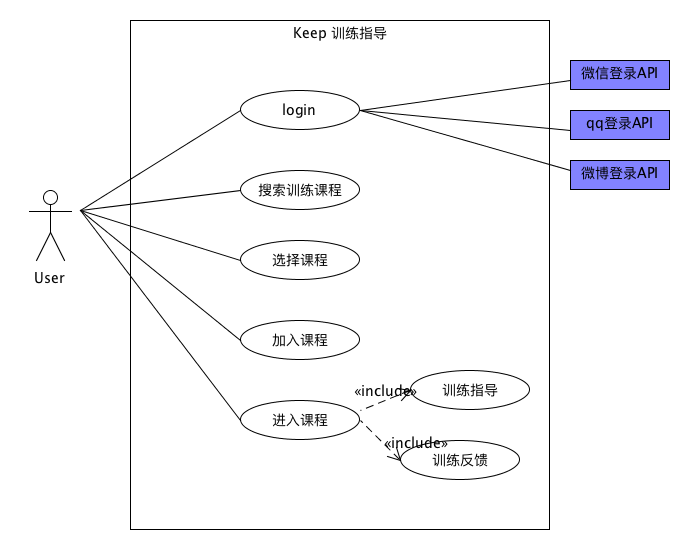 Keep 训练指导
微信登录API
login
qq登录API
微博登录API
搜索训练课程
User
选择课程
加入课程
«include»
训练指导
进入课程
«include»
训练反馈